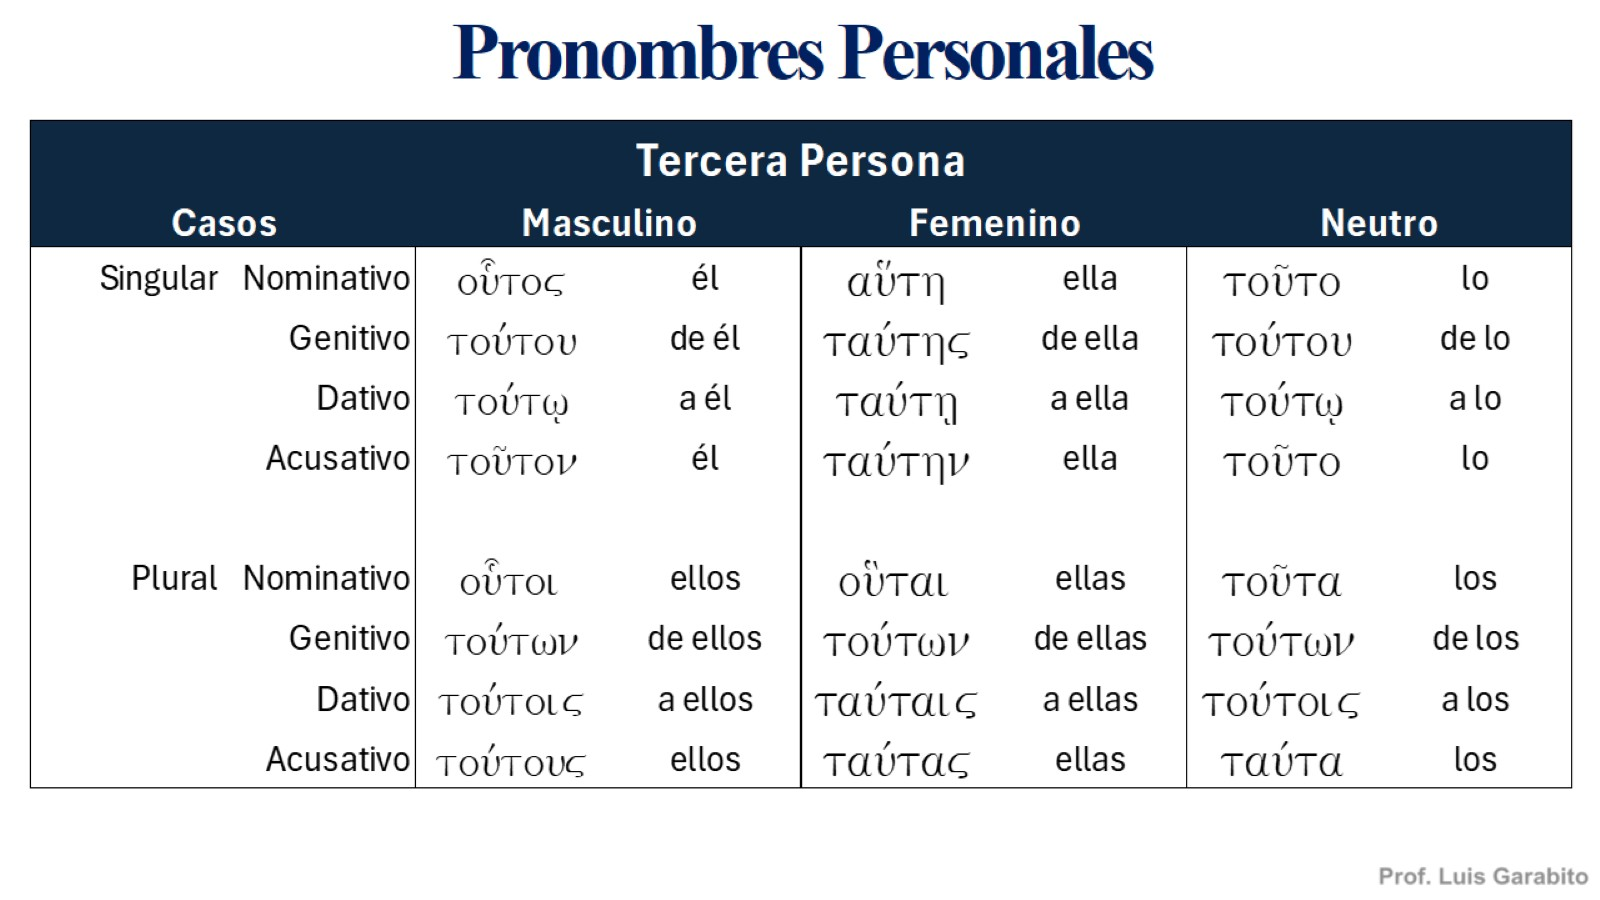 Pronombres Personales
Tercera Persona
Casos Masculino Femenino Neutro
Singular Nominativo οὗτος él αὕτη ella τοῦτο lo
Genitivo τούτου de él ταύτης de ella τούτου de lo
Dativo τούτῳ a él ταύτῃ a ella τούτῳ a lo
Acusativo τοῦτον él ταύτην ella τοῦτο lo
Plural Nominativo οὗτοι ellos οὓται ellas τοῦτα los
Genitivo τούτων de ellos τούτων de ellas τούτων de los
Dativo τούτοις a ellos ταύταις a ellas τούτοις a los
Acusativo τούτους ellos ταύτας ellas ταύτα los
Prof. Luis Garabito